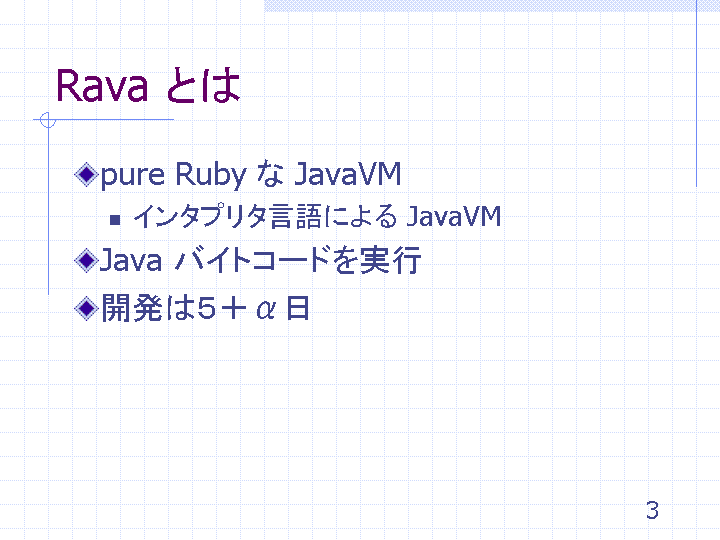 Rava とは
pure Ruby な JavaVM
インタプリタ言語による JavaVM
Java バイトコードを実行
開発は５＋α日
3